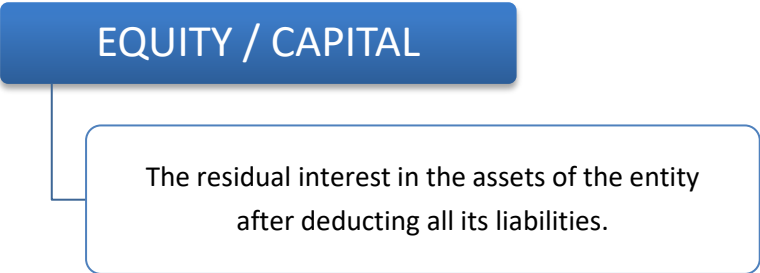 EQUITY / CAPITAL
The residual interest in the assets of the entity
after deducting all its liabilities.